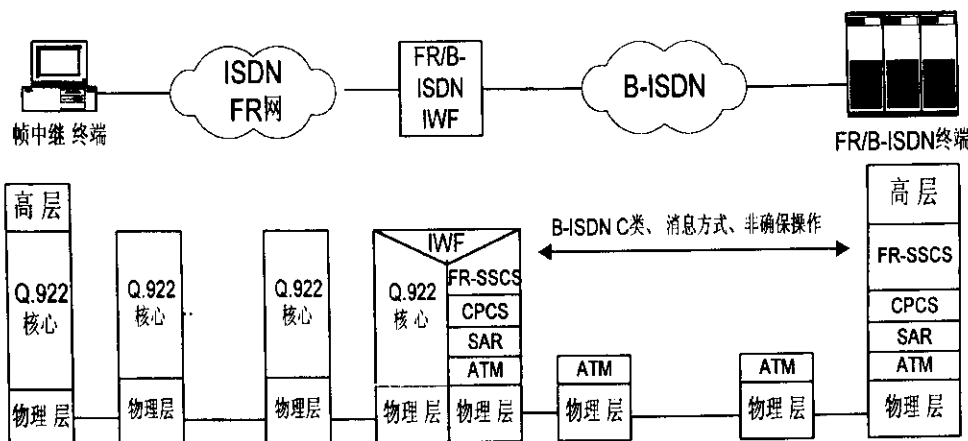 ISDN
FR网
FR/B-
ISDN
IWF
B-ISDN
帧中继 终端
FR/B-ISDN终端
高 层
Q.922
核心
物理 层
Q.922
核心
物理层
Q.922
核心
物理层
IWF
Q.922
核 心
物 理 层
FR-SSCS
CPCS
SAR
ATM
物 理 层
B-ISDN C类、消息方式、非确保操作
ATM
物 理 层
ATM
物 理 层
高 层
FR-SSCS
CPCS
SAR
ATM
物 理 层